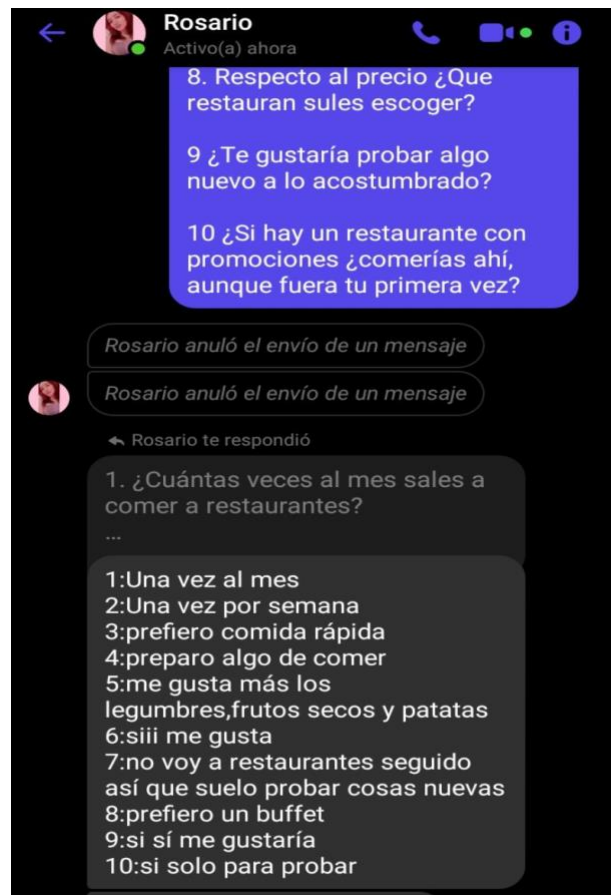 Rosario
Activo(a) ahora
8. Respecto al precio ¿Que
restauran sules escoger?
9 ¿Te gustaría probar algo
nuevo a lo acostumbrado?
10 ¿Si hay un restaurante con
promociones ¿comerías ahí,
aunque fuera tu primera vez?
Rosario anuló el envío de un mensaje
Rosario anuló el envío de un mensaje
Rosario te respondió
1. ¿Cuántas veces al mes sales a
comer a restaurantes?
...
1:Una vez al mes
2:Una vez por semana
3:prefiero comida rápida
4:preparo algo de comer
5:me gusta más los
legumbres,frutos secos y patatas
6:siii me gusta
7:no voy a restaurantes seguido
así que suelo probar cosas nuevas
8:prefiero un buffet
9:si sí me gustaría
10:si solo para probar